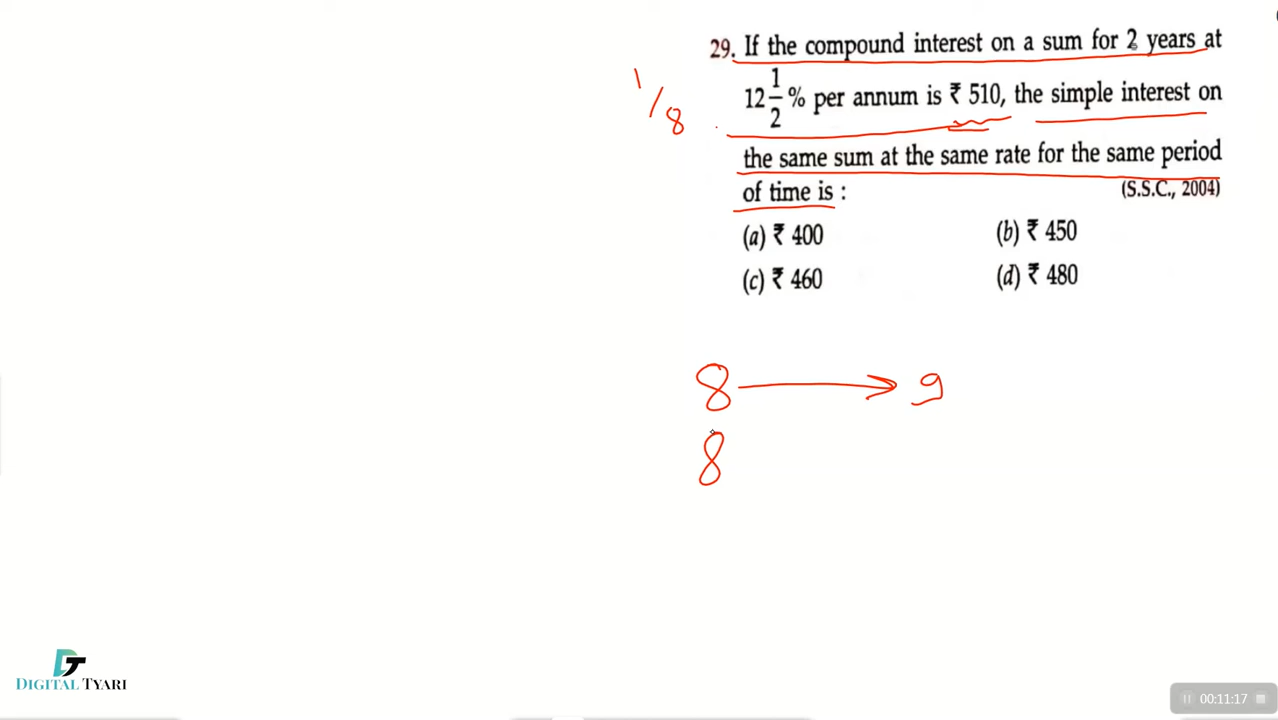 29. If the compound interest on a sum for 2 years at
12 1/2 % per annum is ₹ 510, the simple interest on
the same sum at the same rate for the same period
of time is :
(S.S.C., 2004)
(a) ₹ 400
(b) ₹ 450
(c) ₹ 460
(d) ₹ 480
1/8
8 → 9
8
DT
DIGITAL TYARI
00:11:17